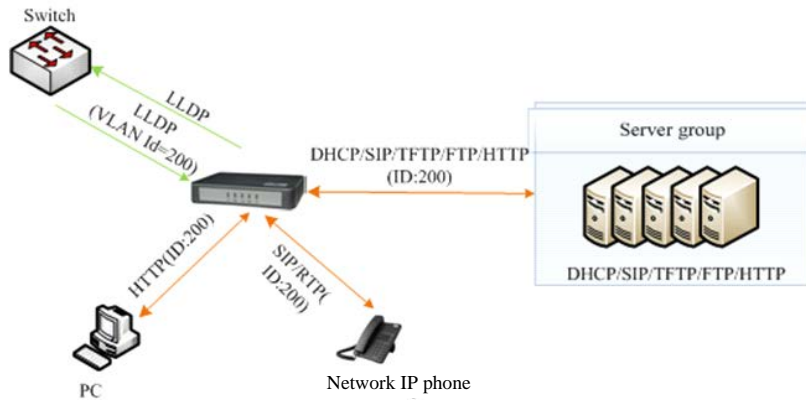 Switch
LLDP
LLDP
(VLAN Id=200)
Server group
DHCP/SIP/TFTP/FTP/HTTP
(ID:200)
DHCP/SIP/TFTP/FTP/HTTP
HTTP(ID:200)
SIP/RTP(
ID:200)
Network IP phone
PC